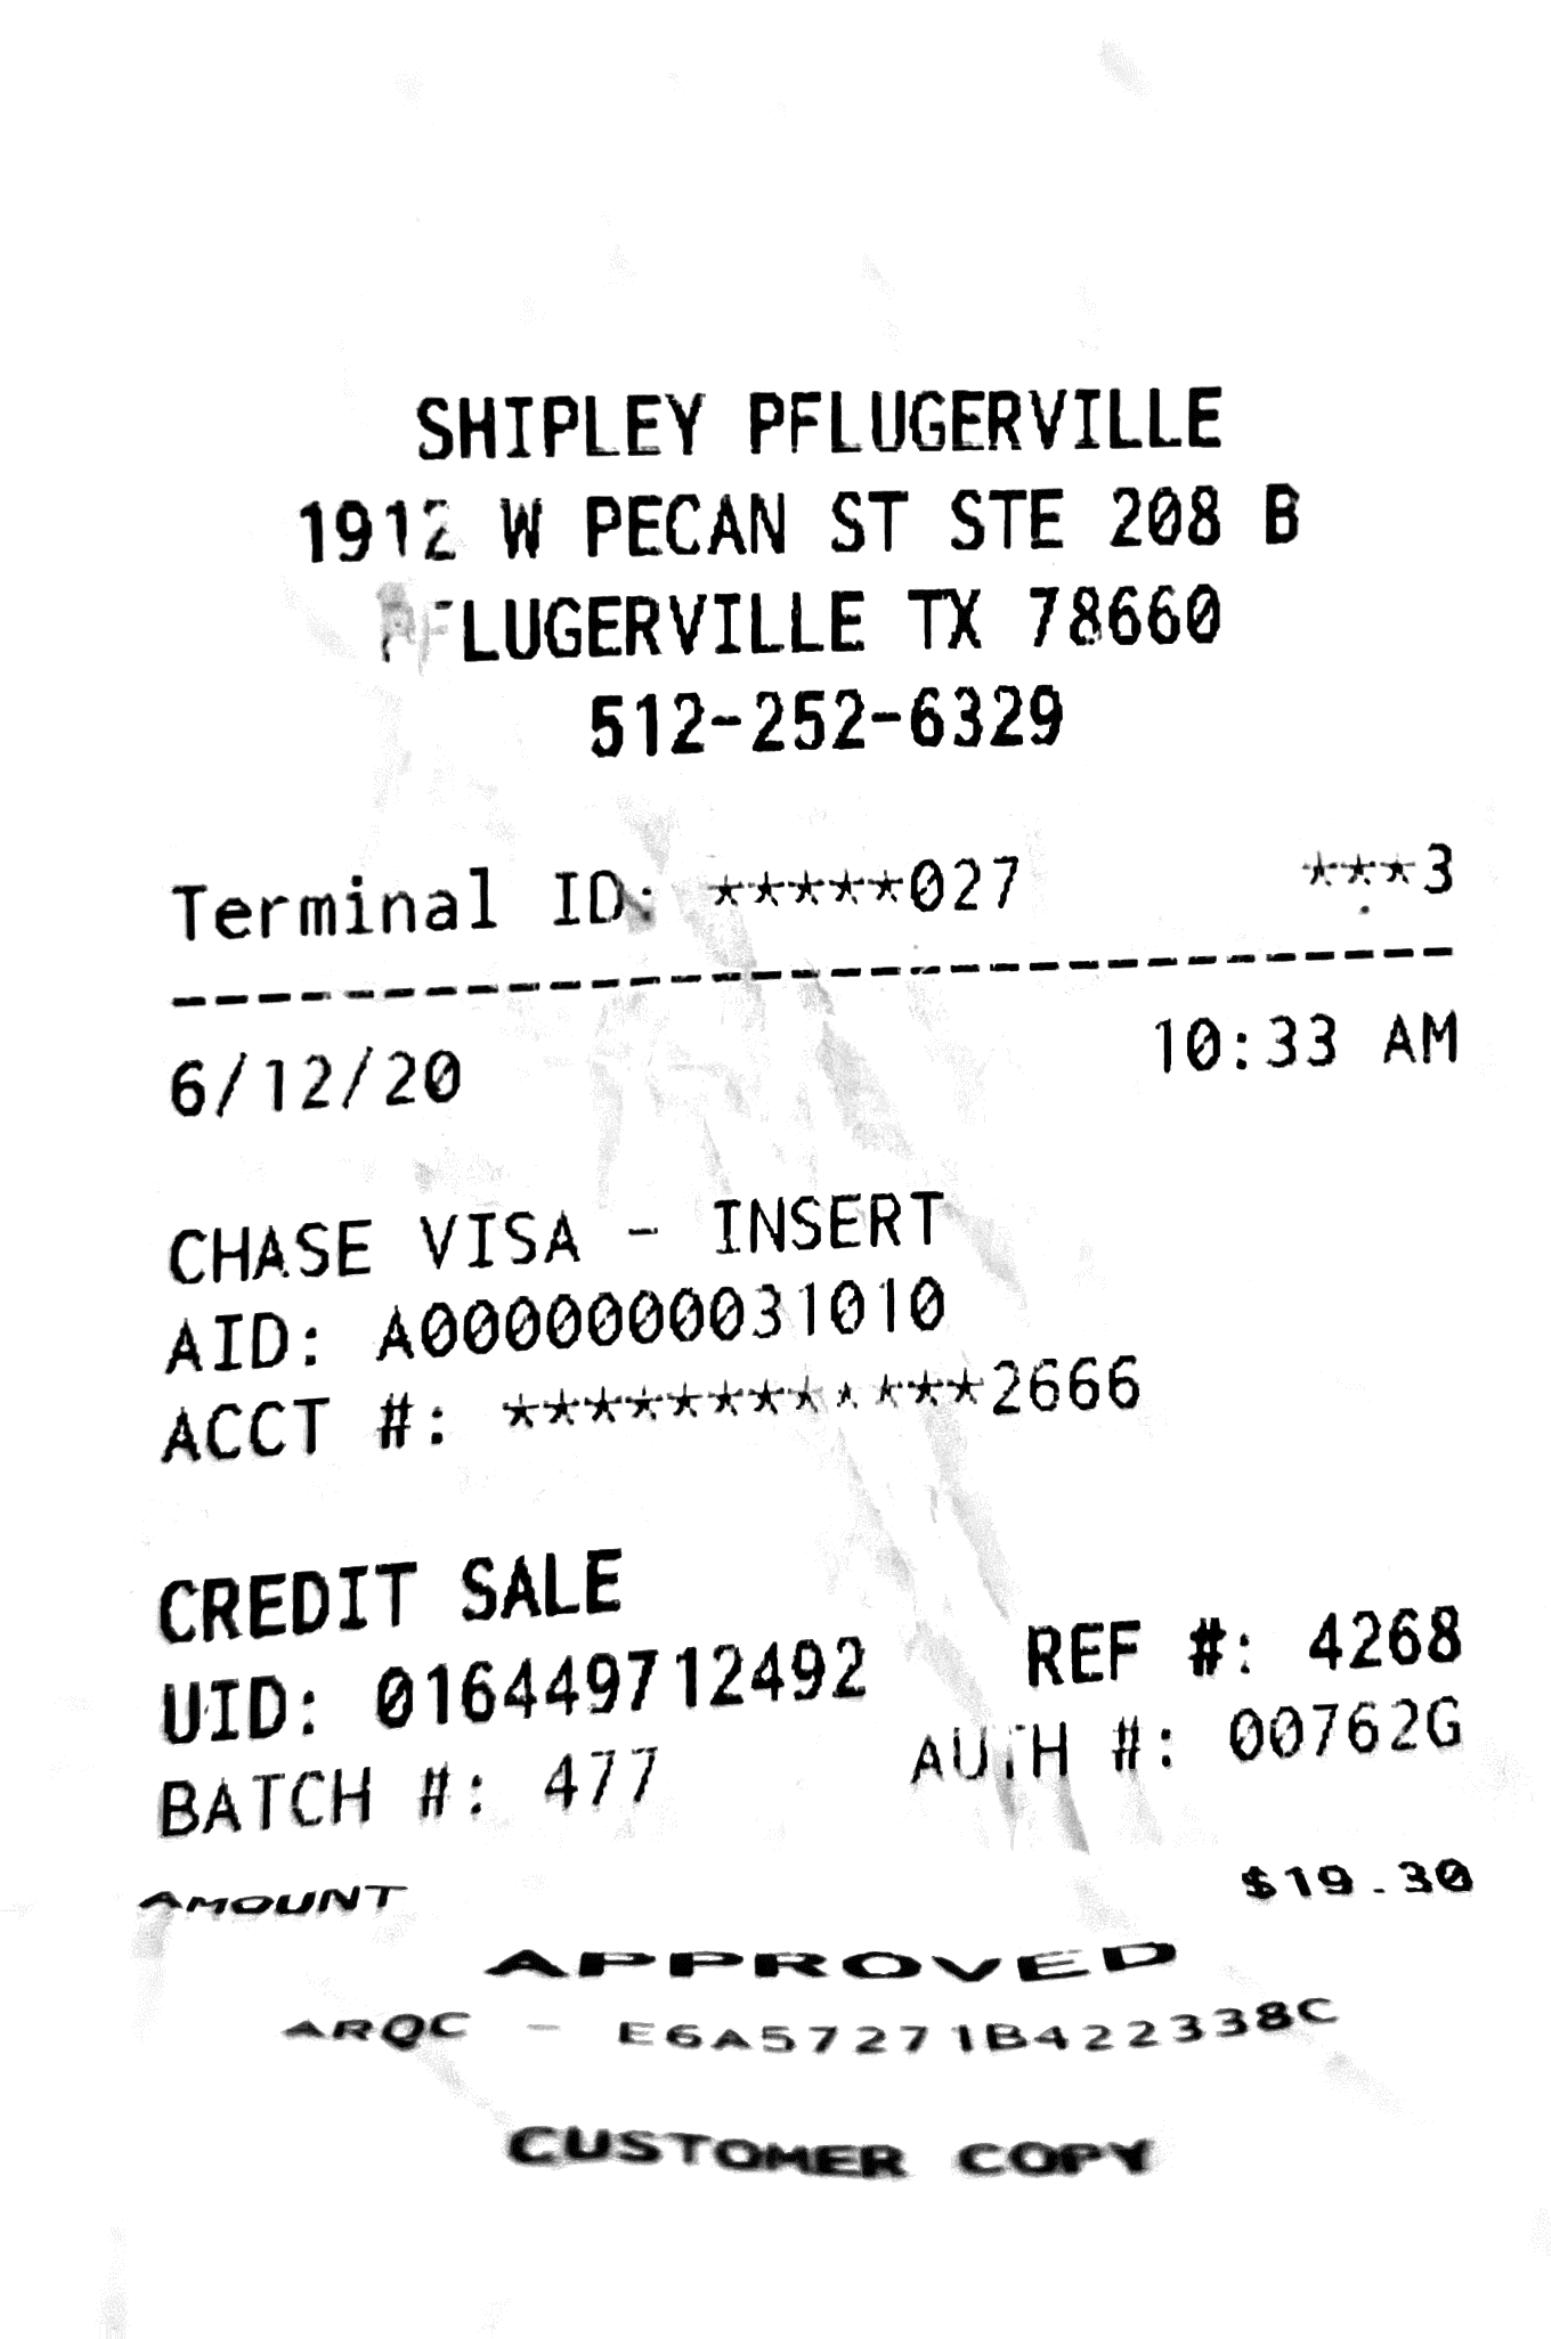 SHIPLEY PFLUGERVILLE
1912 W PECAN ST STE 208 B
PFLUGERVILLE TX 78660
512-252-6329
Terminal ID: *****027 ***3
--------------------------------
6/12/20 10:33 AM
CHASE VISA - INSERT
AID: A0000000031010
ACCT #: ************2666
CREDIT SALE
UID: 016449712492 REF #: 4268
BATCH #: 477 AUTH #: 00762G
AMOUNT $19.30
APPROVED
ARQC - E6A57271B422338C
CUSTOMER COPY